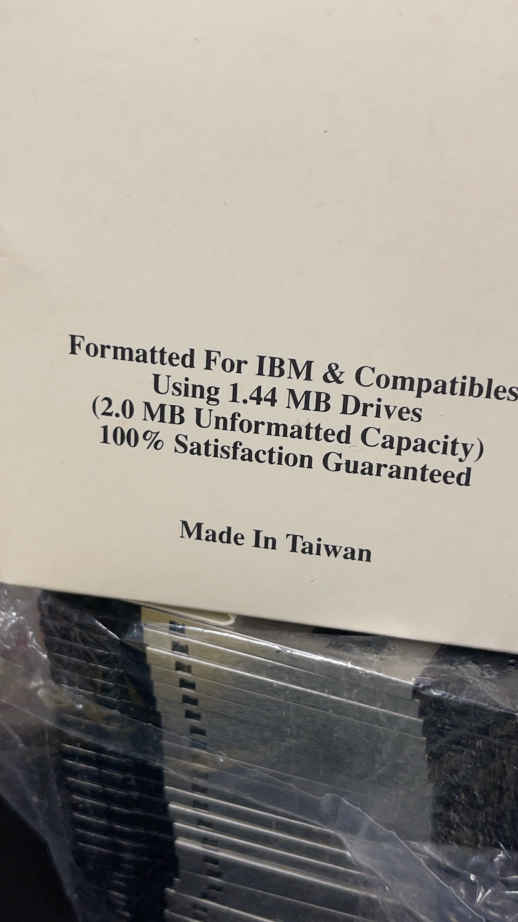 Formatted For IBM & Compatibles
Using 1.44 MB Drives
(2.0 MB Unformatted Capacity)
100% Satisfaction Guaranteed
Made In Taiwan